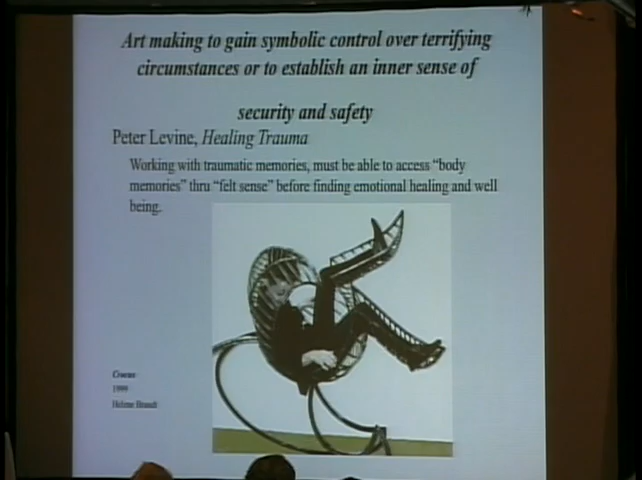 Art making to gain symbolic control over terrifying
circumstances or to establish an inner sense of
security and safety
Peter Levine, Healing Trauma
Working with traumatic memories, must be able to access “body
memories” thru “felt sense” before finding emotional healing and well
being.
1999
Helene Brandt